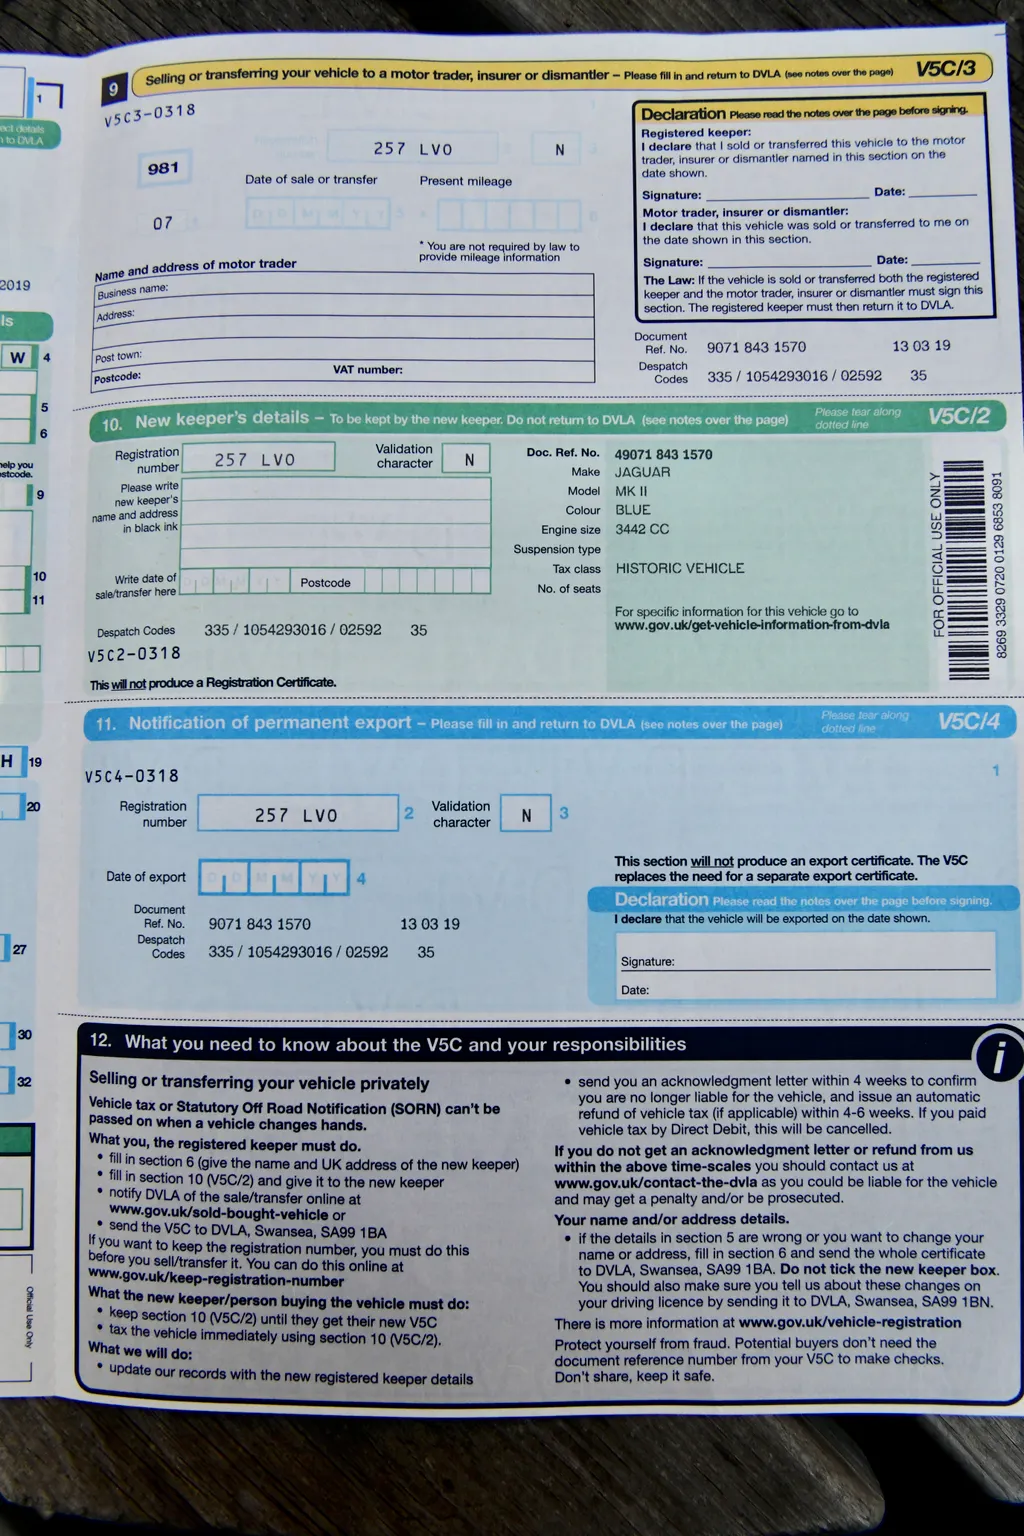 1
ect details
n to DVLA
2019
ls
W 4
5
6
help you
stcode.
9
10
11
H 19
20
27
30
32
Official Use Only
9 Selling or transferring your vehicle to a motor trader, insurer or dismantler – Please fill in and return to DVLA (see notes over the page) V5C/3
V5C3-0318
257 LVO N
981
Date of sale or transfer Present mileage
07
D D M M Y Y
* You are not required by law to
provide mileage information
Name and address of motor trader
Business name:
Address:
Post town:
Postcode: VAT number:
Declaration Please read the notes over the page before signing.
Registered keeper:
I declare that I sold or transferred this vehicle to the motor
trader, insurer or dismantler named in this section on the
date shown.
Signature: Date:
Motor trader, insurer or dismantler:
I declare that this vehicle was sold or transferred to me on
the date shown in this section.
Signature: Date:
The Law: If the vehicle is sold or transferred both the registered
keeper and the motor trader, insurer or dismantler must sign this
section. The registered keeper must then return it to DVLA.
Document
Ref. No. 9071 843 1570 13 03 19
Despatch
Codes 335 / 1054293016 / 02592 35
10. New keeper's details – To be kept by the new keeper. Do not return to DVLA (see notes over the page) Please tear along
dotted line V5C/2
Registration
number 257 LVO
Validation
character N
Please write
new keeper's
name and address
in black ink
Write date of
sale/transfer here D D M M Y Y Postcode
Despatch Codes 335 / 1054293016 / 02592 35
V5C2-0318
This will not produce a Registration Certificate.
Doc. Ref. No. 49071 843 1570
Make JAGUAR
Model MK II
Colour BLUE
Engine size 3442 CC
Suspension type
Tax class HISTORIC VEHICLE
No. of seats
For specific information for this vehicle go to
www.gov.uk/get-vehicle-information-from-dvla
FOR OFFICIAL USE ONLY
8269 3329 0720 0129 6853 8091
11. Notification of permanent export – Please fill in and return to DVLA (see notes over the page) Please tear along
dotted line V5C/4
V5C4-0318
1
Registration
number 257 LVO 2
Validation
character N 3
Date of export D D M M Y Y 4
Document
Ref. No. 9071 843 1570 13 03 19
Despatch
Codes 335 / 1054293016 / 02592 35
This section will not produce an export certificate. The V5C
replaces the need for a separate export certificate.
Declaration Please read the notes over the page before signing.
I declare that the vehicle will be exported on the date shown.
Signature:
Date:
12. What you need to know about the V5C and your responsibilities
i
Selling or transferring your vehicle privately
Vehicle tax or Statutory Off Road Notification (SORN) can't be
passed on when a vehicle changes hands.
What you, the registered keeper must do.
• fill in section 6 (give the name and UK address of the new keeper)
• fill in section 10 (V5C/2) and give it to the new keeper
• notify DVLA of the sale/transfer online at
www.gov.uk/sold-bought-vehicle or
• send the V5C to DVLA, Swansea, SA99 1BA
If you want to keep the registration number, you must do this
before you sell/transfer it. You can do this online at
www.gov.uk/keep-registration-number
What the new keeper/person buying the vehicle must do:
• keep section 10 (V5C/2) until they get their new V5C
• tax the vehicle immediately using section 10 (V5C/2).
What we will do:
• update our records with the new registered keeper details
• send you an acknowledgment letter within 4 weeks to confirm
you are no longer liable for the vehicle, and issue an automatic
refund of vehicle tax (if applicable) within 4-6 weeks. If you paid
vehicle tax by Direct Debit, this will be cancelled.
If you do not get an acknowledgment letter or refund from us
within the above time-scales you should contact us at
www.gov.uk/contact-the-dvla as you could be liable for the vehicle
and may get a penalty and/or be prosecuted.
Your name and/or address details.
• if the details in section 5 are wrong or you want to change your
name or address, fill in section 6 and send the whole certificate
to DVLA, Swansea, SA99 1BA. Do not tick the new keeper box.
You should also make sure you tell us about these changes on
your driving licence by sending it to DVLA, Swansea, SA99 1BN.
There is more information at www.gov.uk/vehicle-registration
Protect yourself from fraud. Potential buyers don't need the
document reference number from your V5C to make checks.
Don't share, keep it safe.